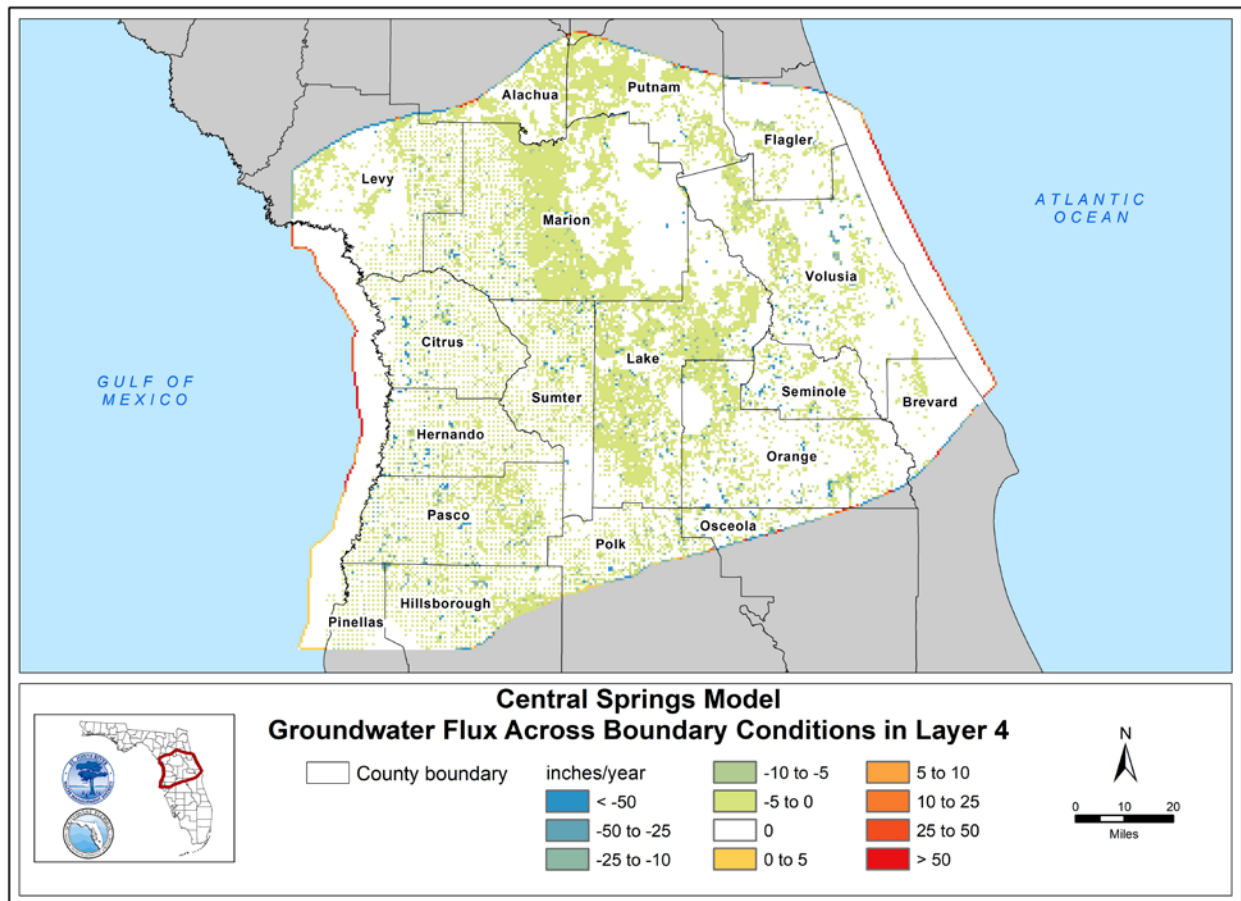 Alachua
Putnam
Flagler
Levy
Marion
ATLANTIC
OCEAN
Volusia
Citrus
Lake
GULF OF
MEXICO
Sumter
Seminole
Brevard
Hernando
Orange
Pasco
Osceola
Polk
Hillsborough
Pinellas
Central Springs Model
Groundwater Flux Across Boundary Conditions in Layer 4
County boundary
inches/year
< -50
-50 to -25
-25 to -10
-10 to -5
-5 to 0
0
0 to 5
5 to 10
10 to 25
25 to 50
> 50
N
0 10 20
Miles